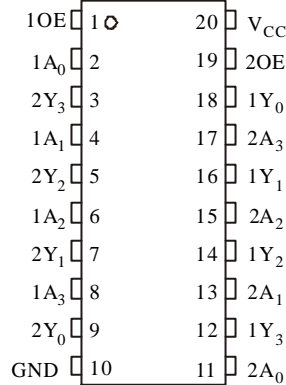 1OE 1 20 VCC
1A0 2 19 2OE
2Y3 3 18 1Y0
1A1 4 17 2A3
2Y2 5 16 1Y1
1A2 6 15 2A2
2Y1 7 14 1Y2
1A3 8 13 2A1
2Y0 9 12 1Y3
GND 10 11 2A0